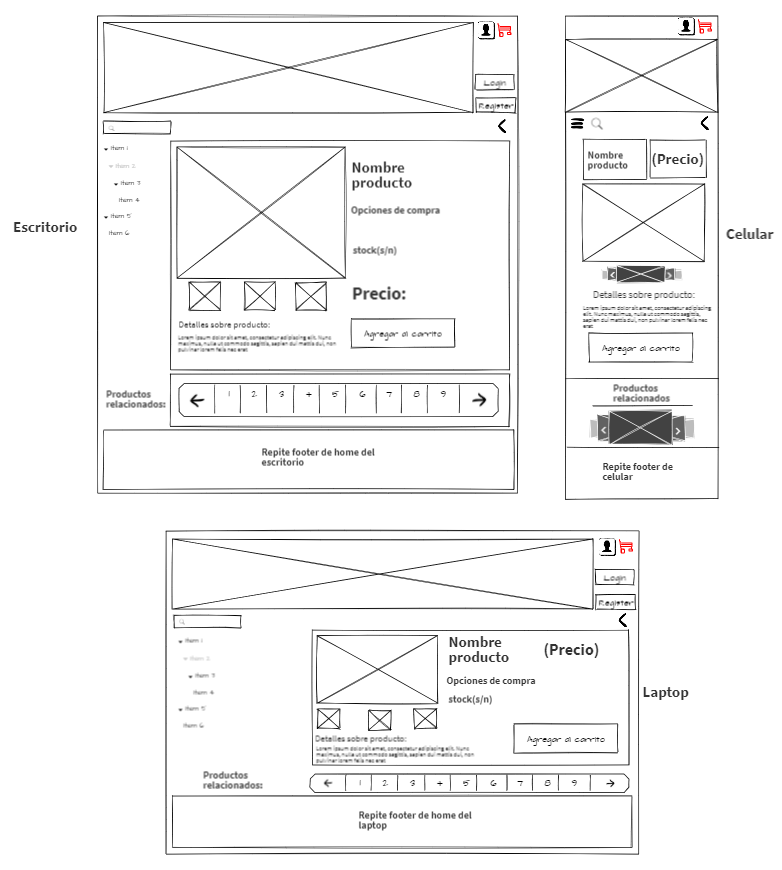 Escritorio
Login
Register
Item 1
Item 2
Item 3
Item 4
Item 5
Item 6
Nombre
producto
Opciones de compra
stock(s/n)
Precio:
Detalles sobre producto:
Lorem ipsum dolor sit amet, consectetur adipiscing elit. Nunc
maximus, nulla ut commodo sagittis, sapien dui mattis dui, non
pulvinar lorem felis nec erat
Agregar al carrito
Productos
relacionados:
1 2 3 4 5 6 7 8 9
Repite footer de home del
escritorio
Celular
Nombre
producto
(Precio)
Detalles sobre producto:
Lorem ipsum dolor sit amet, consectetur adipiscing elit. Nunc
maximus, nulla ut commodo sagittis,
sapien dui mattis dui, non pulvinar lorem felis nec
erat
Agregar al carrito
Productos
relacionados
Repite footer de
celular
Laptop
Login
Register
Item 1
Item 2
Item 3
Item 4
Item 5
Item 6
Nombre
producto
(Precio)
Opciones de compra
stock(s/n)
Detalles sobre producto:
Lorem ipsum dolor sit amet, consectetur adipiscing elit. Nunc
maximus, nulla ut commodo sagittis, sapien dui mattis dui, non
pulvinar lorem felis nec erat
Agregar al carrito
Productos
relacionados:
1 2 3 4 5 6 7 8 9
Repite footer de home del
laptop